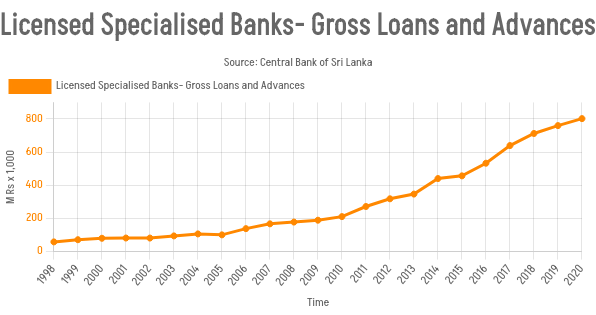 Licensed Specialised Banks- Gross Loans and Advances
Source: Central Bank of Sri Lanka
Licensed Specialised Banks- Gross Loans and Advances
M Rs x 1,000
800
600
400
200
0
1998 1999 2000 2001 2002 2003 2004 2005 2006 2007 2008 2009 2010 2011 2012 2013 2014 2015 2016 2017 2018 2019 2020
Time